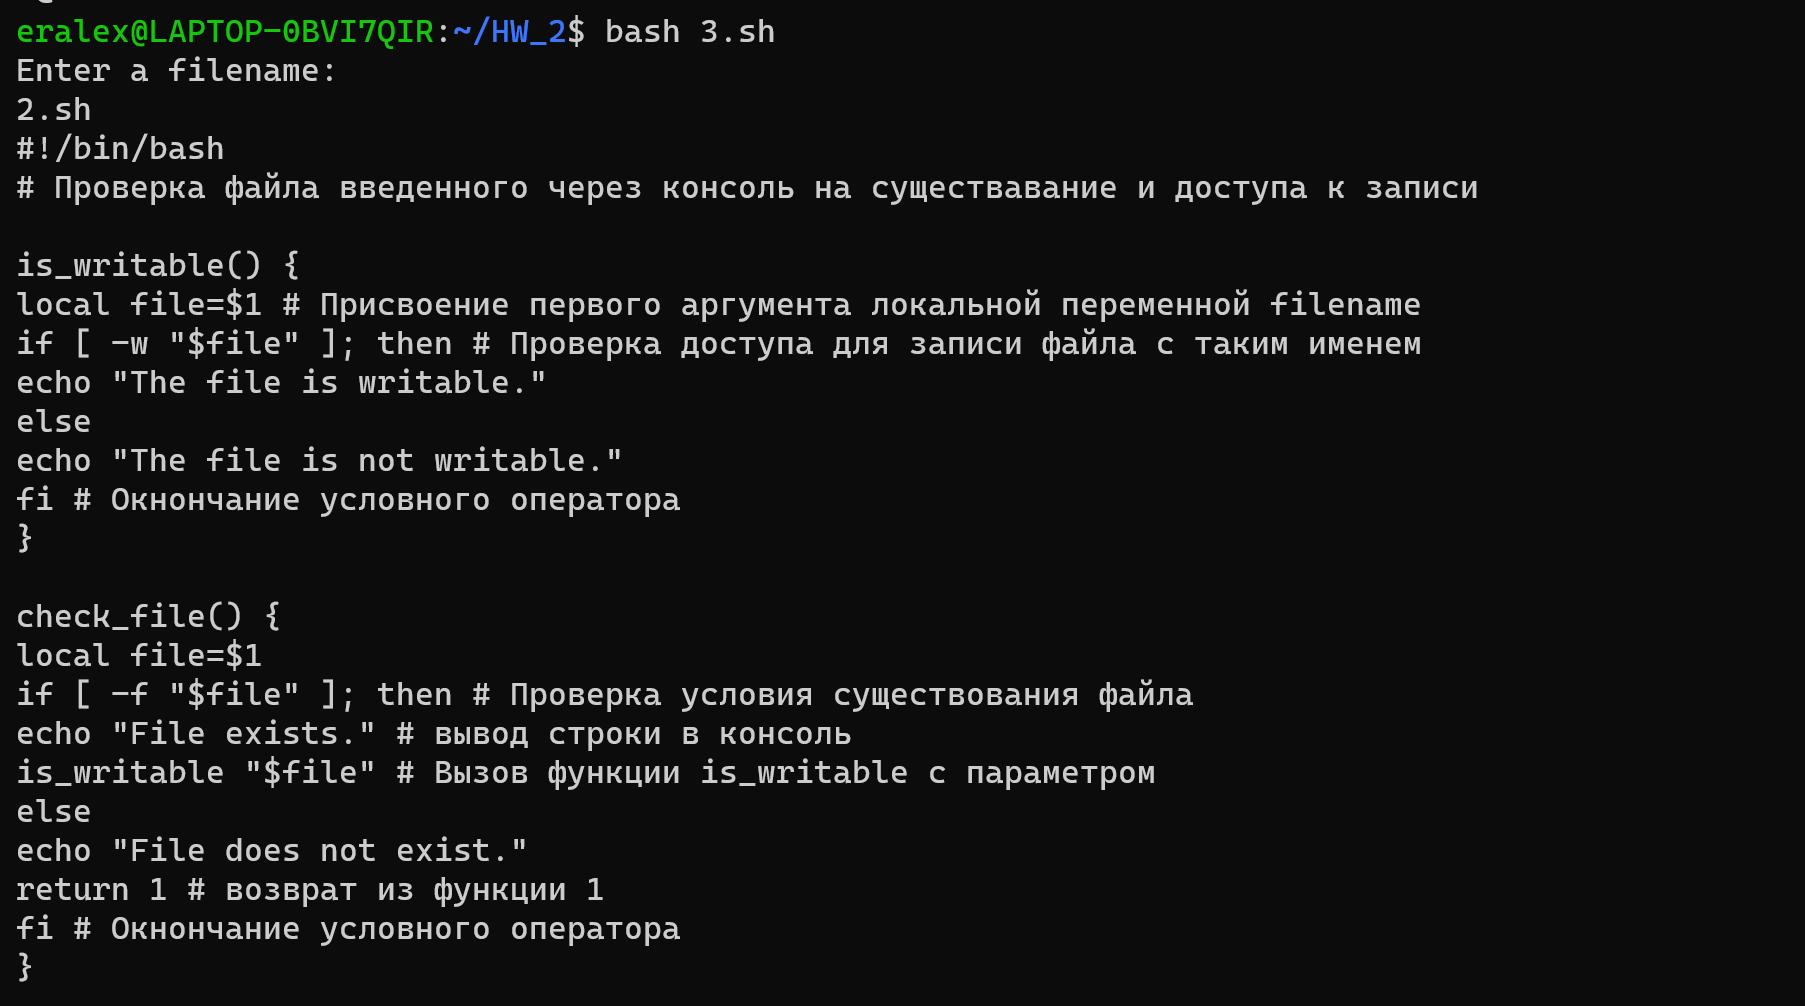 eralex@LAPTOP-0BVI7QIR:~/HW_2$ bash 3.sh
Enter a filename:
2.sh
#!/bin/bash
# Проверка файла введенного через консоль на существавание и доступа к записи
is_writable() {
local file=$1 # Присвоение первого аргумента локальной переменной filename
if [ -w "$file" ]; then # Проверка доступа для записи файла с таким именем
echo "The file is writable."
else
echo "The file is not writable."
fi # Окнончание условного оператора
}
check_file() {
local file=$1
if [ -f "$file" ]; then # Проверка условия существования файла
echo "File exists." # вывод строки в консоль
is_writable "$file" # Вызов функции is_writable с параметром
else
echo "File does not exist."
return 1 # возврат из функции 1
fi # Окнончание условного оператора
}